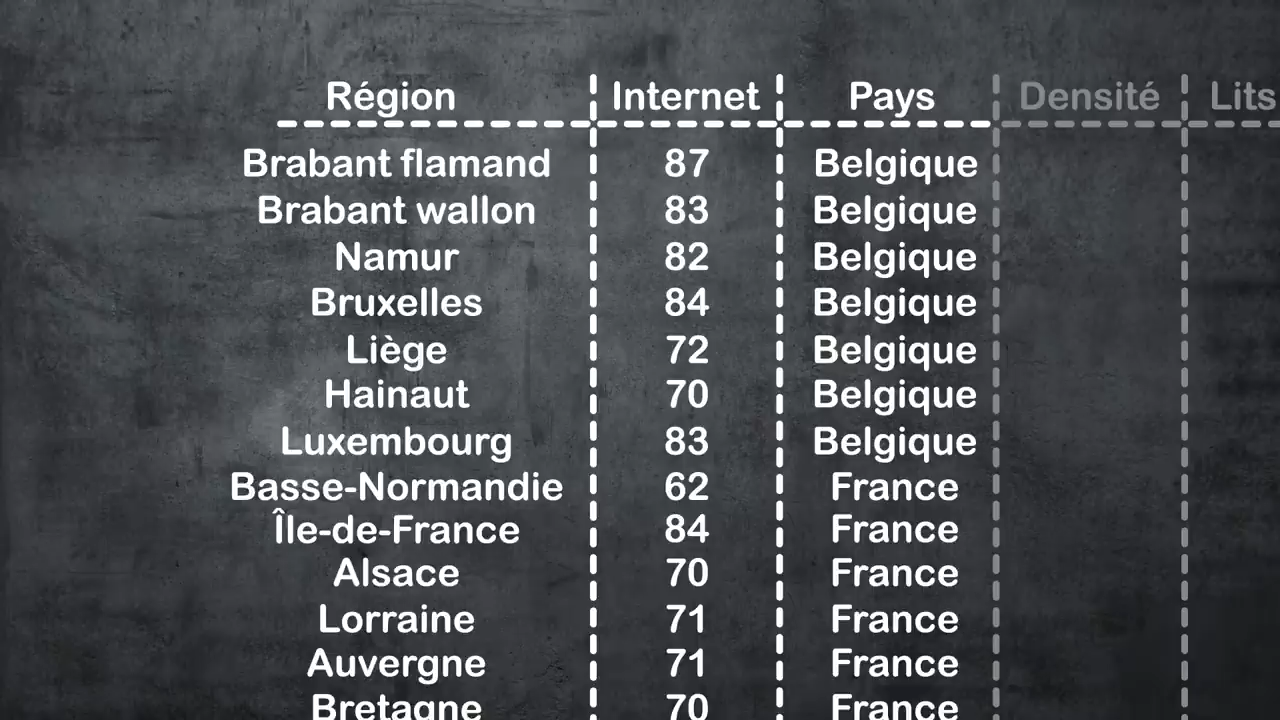 Région Internet Pays Densité Lits
Brabant flamand 87 Belgique
Brabant wallon 83 Belgique
Namur 82 Belgique
Bruxelles 84 Belgique
Liège 72 Belgique
Hainaut 70 Belgique
Luxembourg 83 Belgique
Basse-Normandie 62 France
Île-de-France 84 France
Alsace 70 France
Lorraine 71 France
Auvergne 71 France
Bretagne 70 France